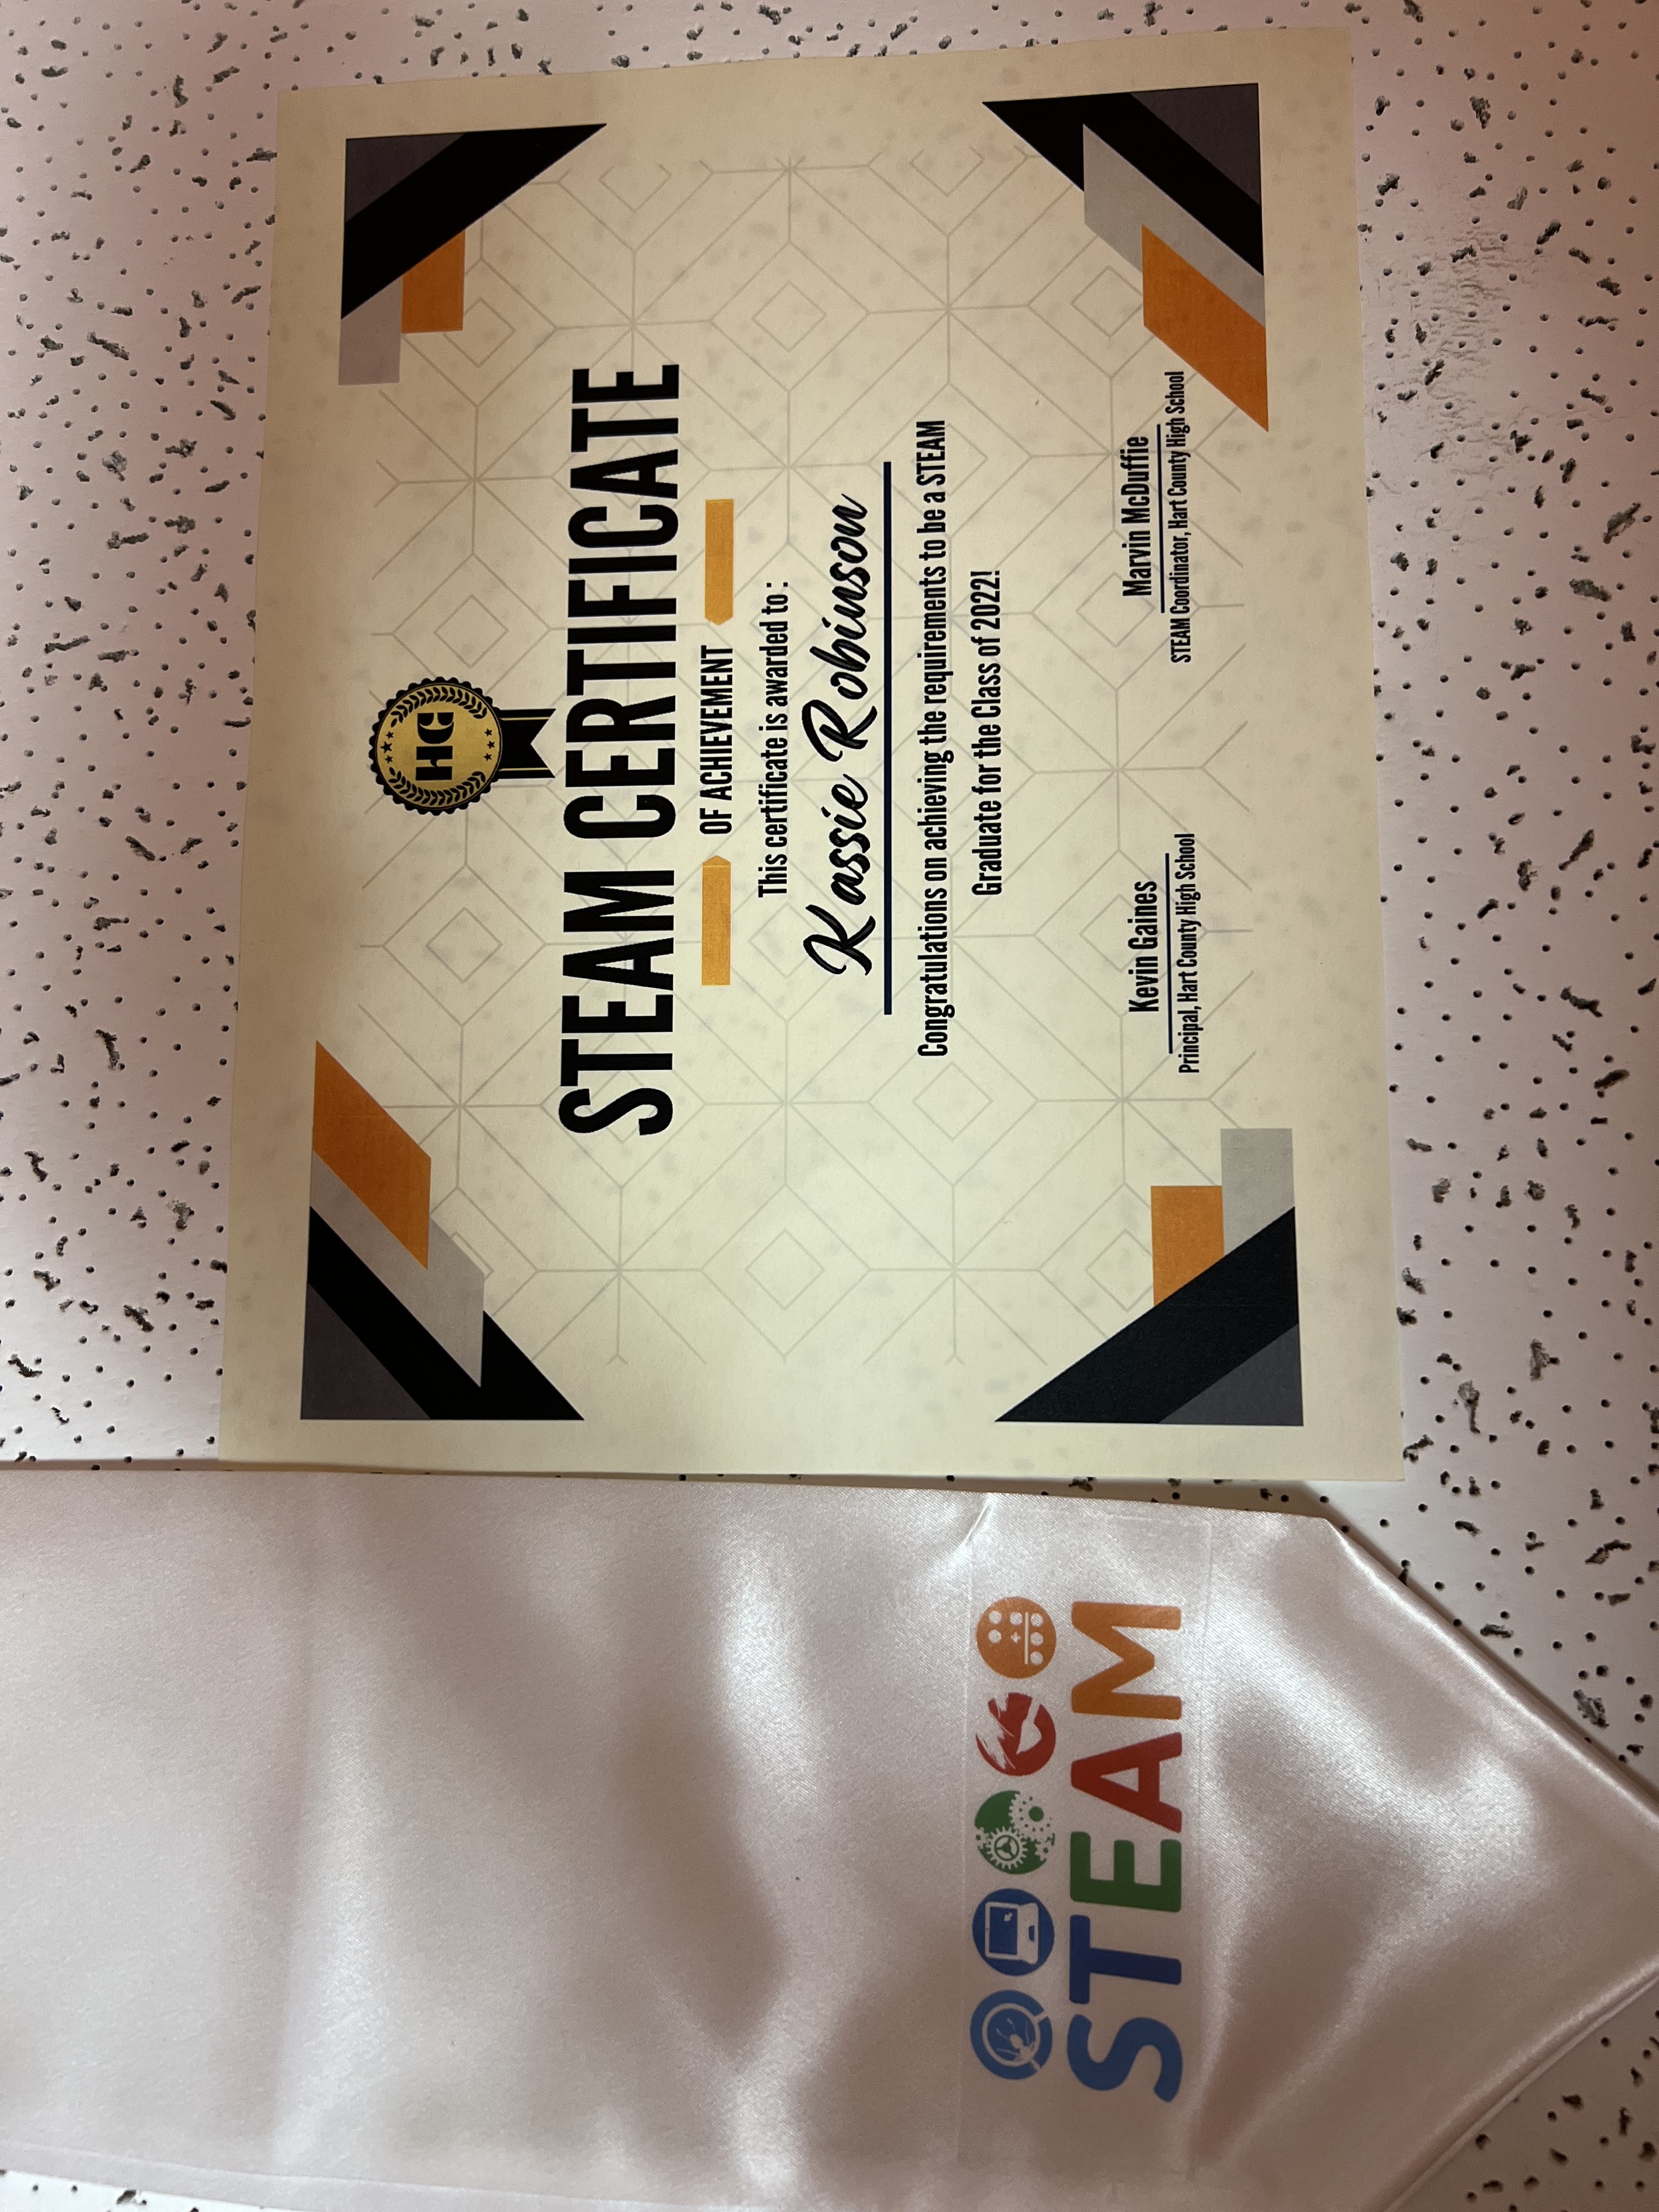 HC
STEAM CERTIFICATE
OF ACHIEVEMENT
This certificate is awarded to :
Kassie Robinson
Congratulations on achieving the requirements to be a STEAM
Graduate for the Class of 2022!
Kevin Gaines
Principal, Hart County High School
Marvin McDuffie
STEAM Coordinator, Hart County High School
STEAM